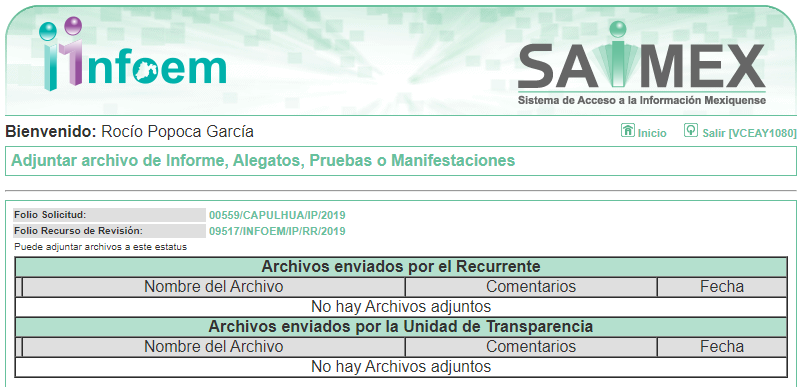 infoem
SAIMEX
Sistema de Acceso a la Información Mexiquense
Bienvenido: Rocío Popoca García
Inicio Salir [VCEAY1080]
Adjuntar archivo de Informe, Alegatos, Pruebas o Manifestaciones
Folio Solicitud: 00559/CAPULHUA/IP/2019
Folio Recurso de Revisión: 09517/INFOEM/IP/RR/2019
Puede adjuntar archivos a este estatus
Archivos enviados por el Recurrente
Nombre del Archivo Comentarios Fecha
No hay Archivos adjuntos
Archivos enviados por la Unidad de Transparencia
Nombre del Archivo Comentarios Fecha
No hay Archivos adjuntos